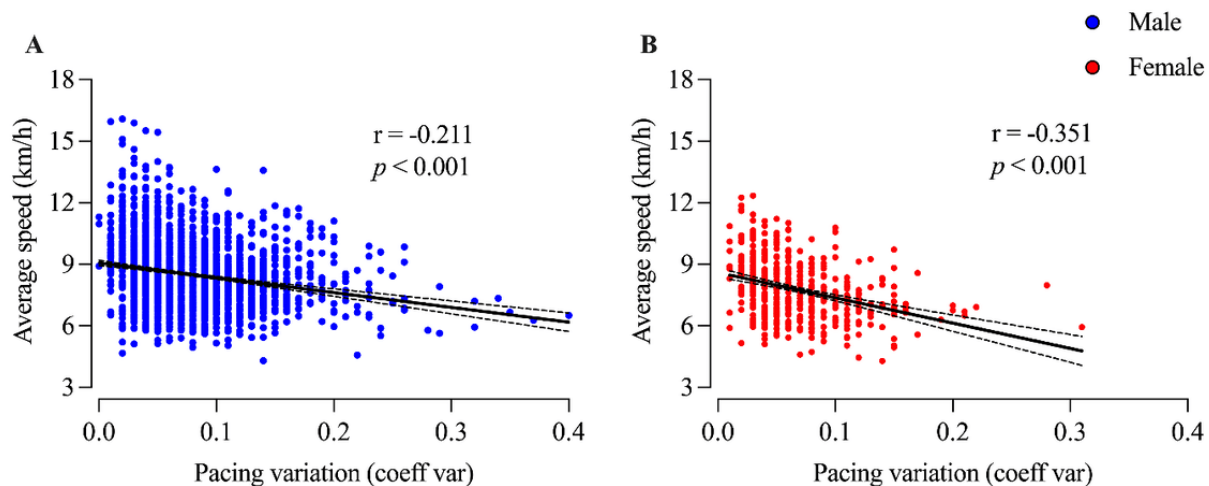 Male
Female
A
18
15
12
9
6
3
Average speed (km/h)
r = -0.211
p < 0.001
0.0
0.1
0.2
0.3
0.4
Pacing variation (coeff var)
B
18
15
12
9
6
3
Average speed (km/h)
r = -0.351
p < 0.001
0.0
0.1
0.2
0.3
0.4
Pacing variation (coeff var)